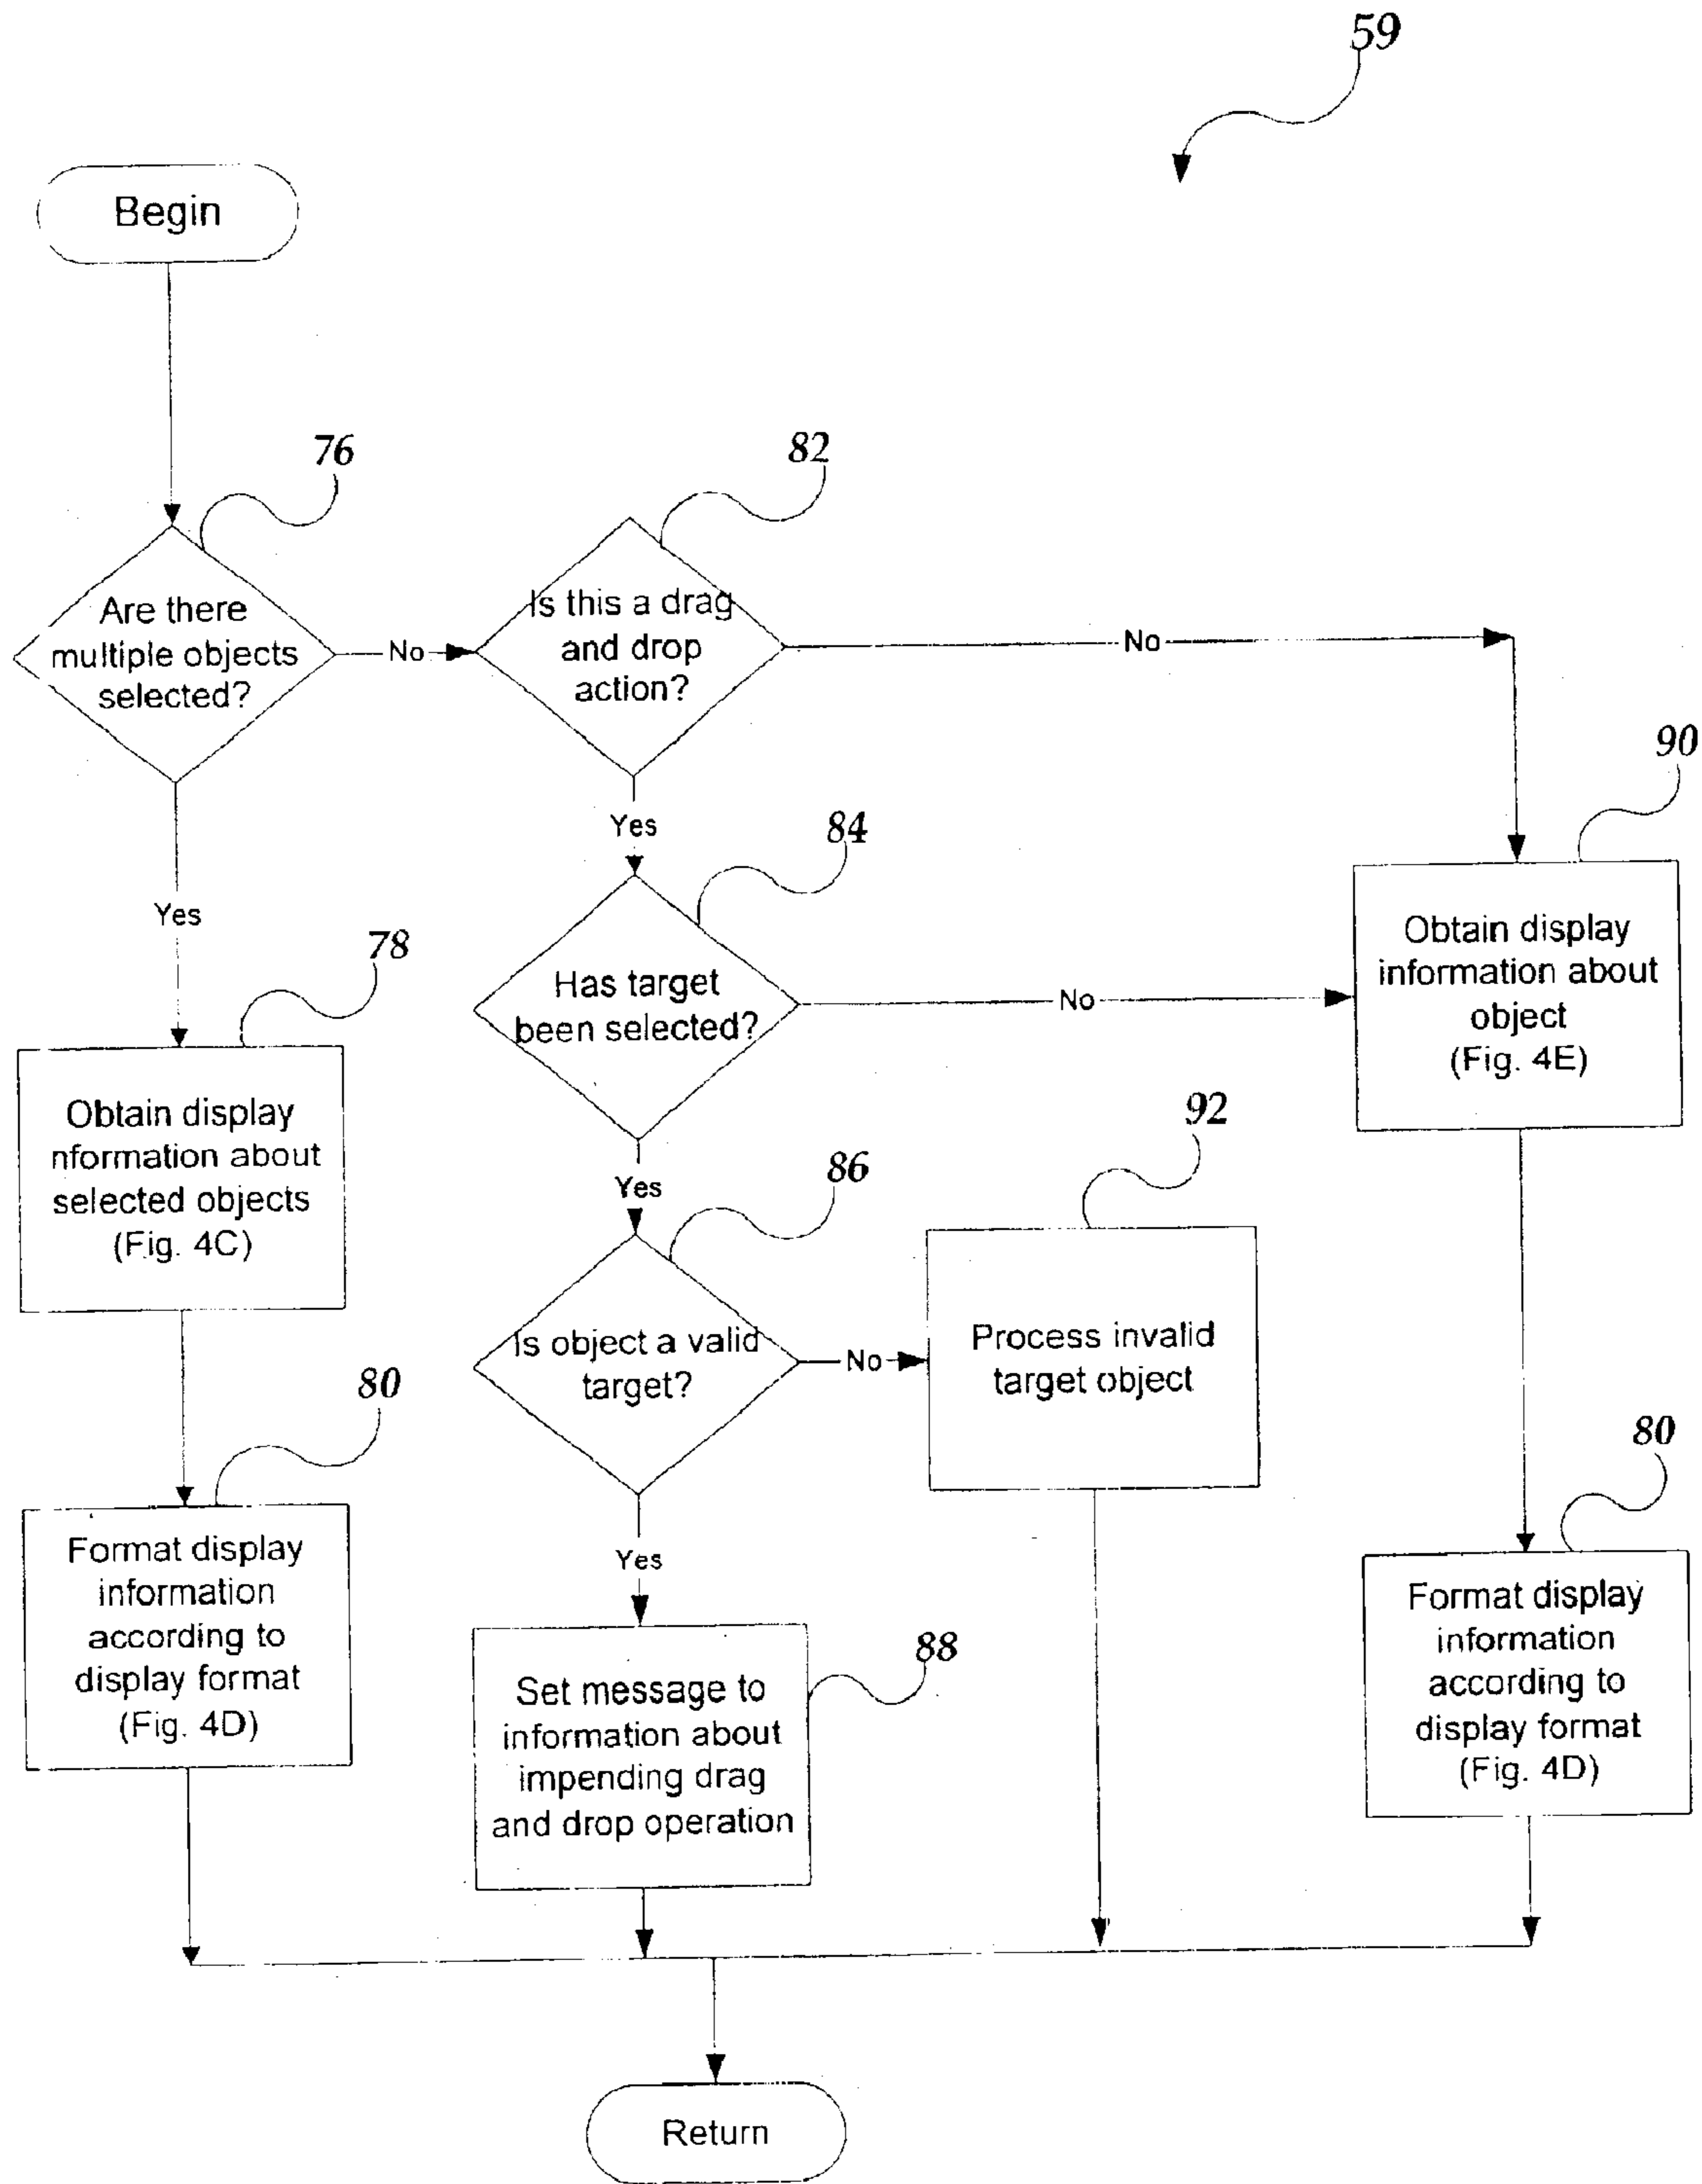 59
Begin
76
82
Are there
multiple objects
selected?
No
Is this a drag
and drop
action?
No
90
Yes
84
Yes
78
Has target
been selected?
No
Obtain display
information about
object
(Fig. 4E)
Obtain display
nformation about
selected objects
(Fig. 4C)
92
Yes
86
Is object a valid
target?
No
Process invalid
target object
80
80
Format display
information
according to
display format
(Fig. 4D)
Yes
88
Set message to
information about
impending drag
and drop operation
Format display
information
according to
display format
(Fig. 4D)
Return